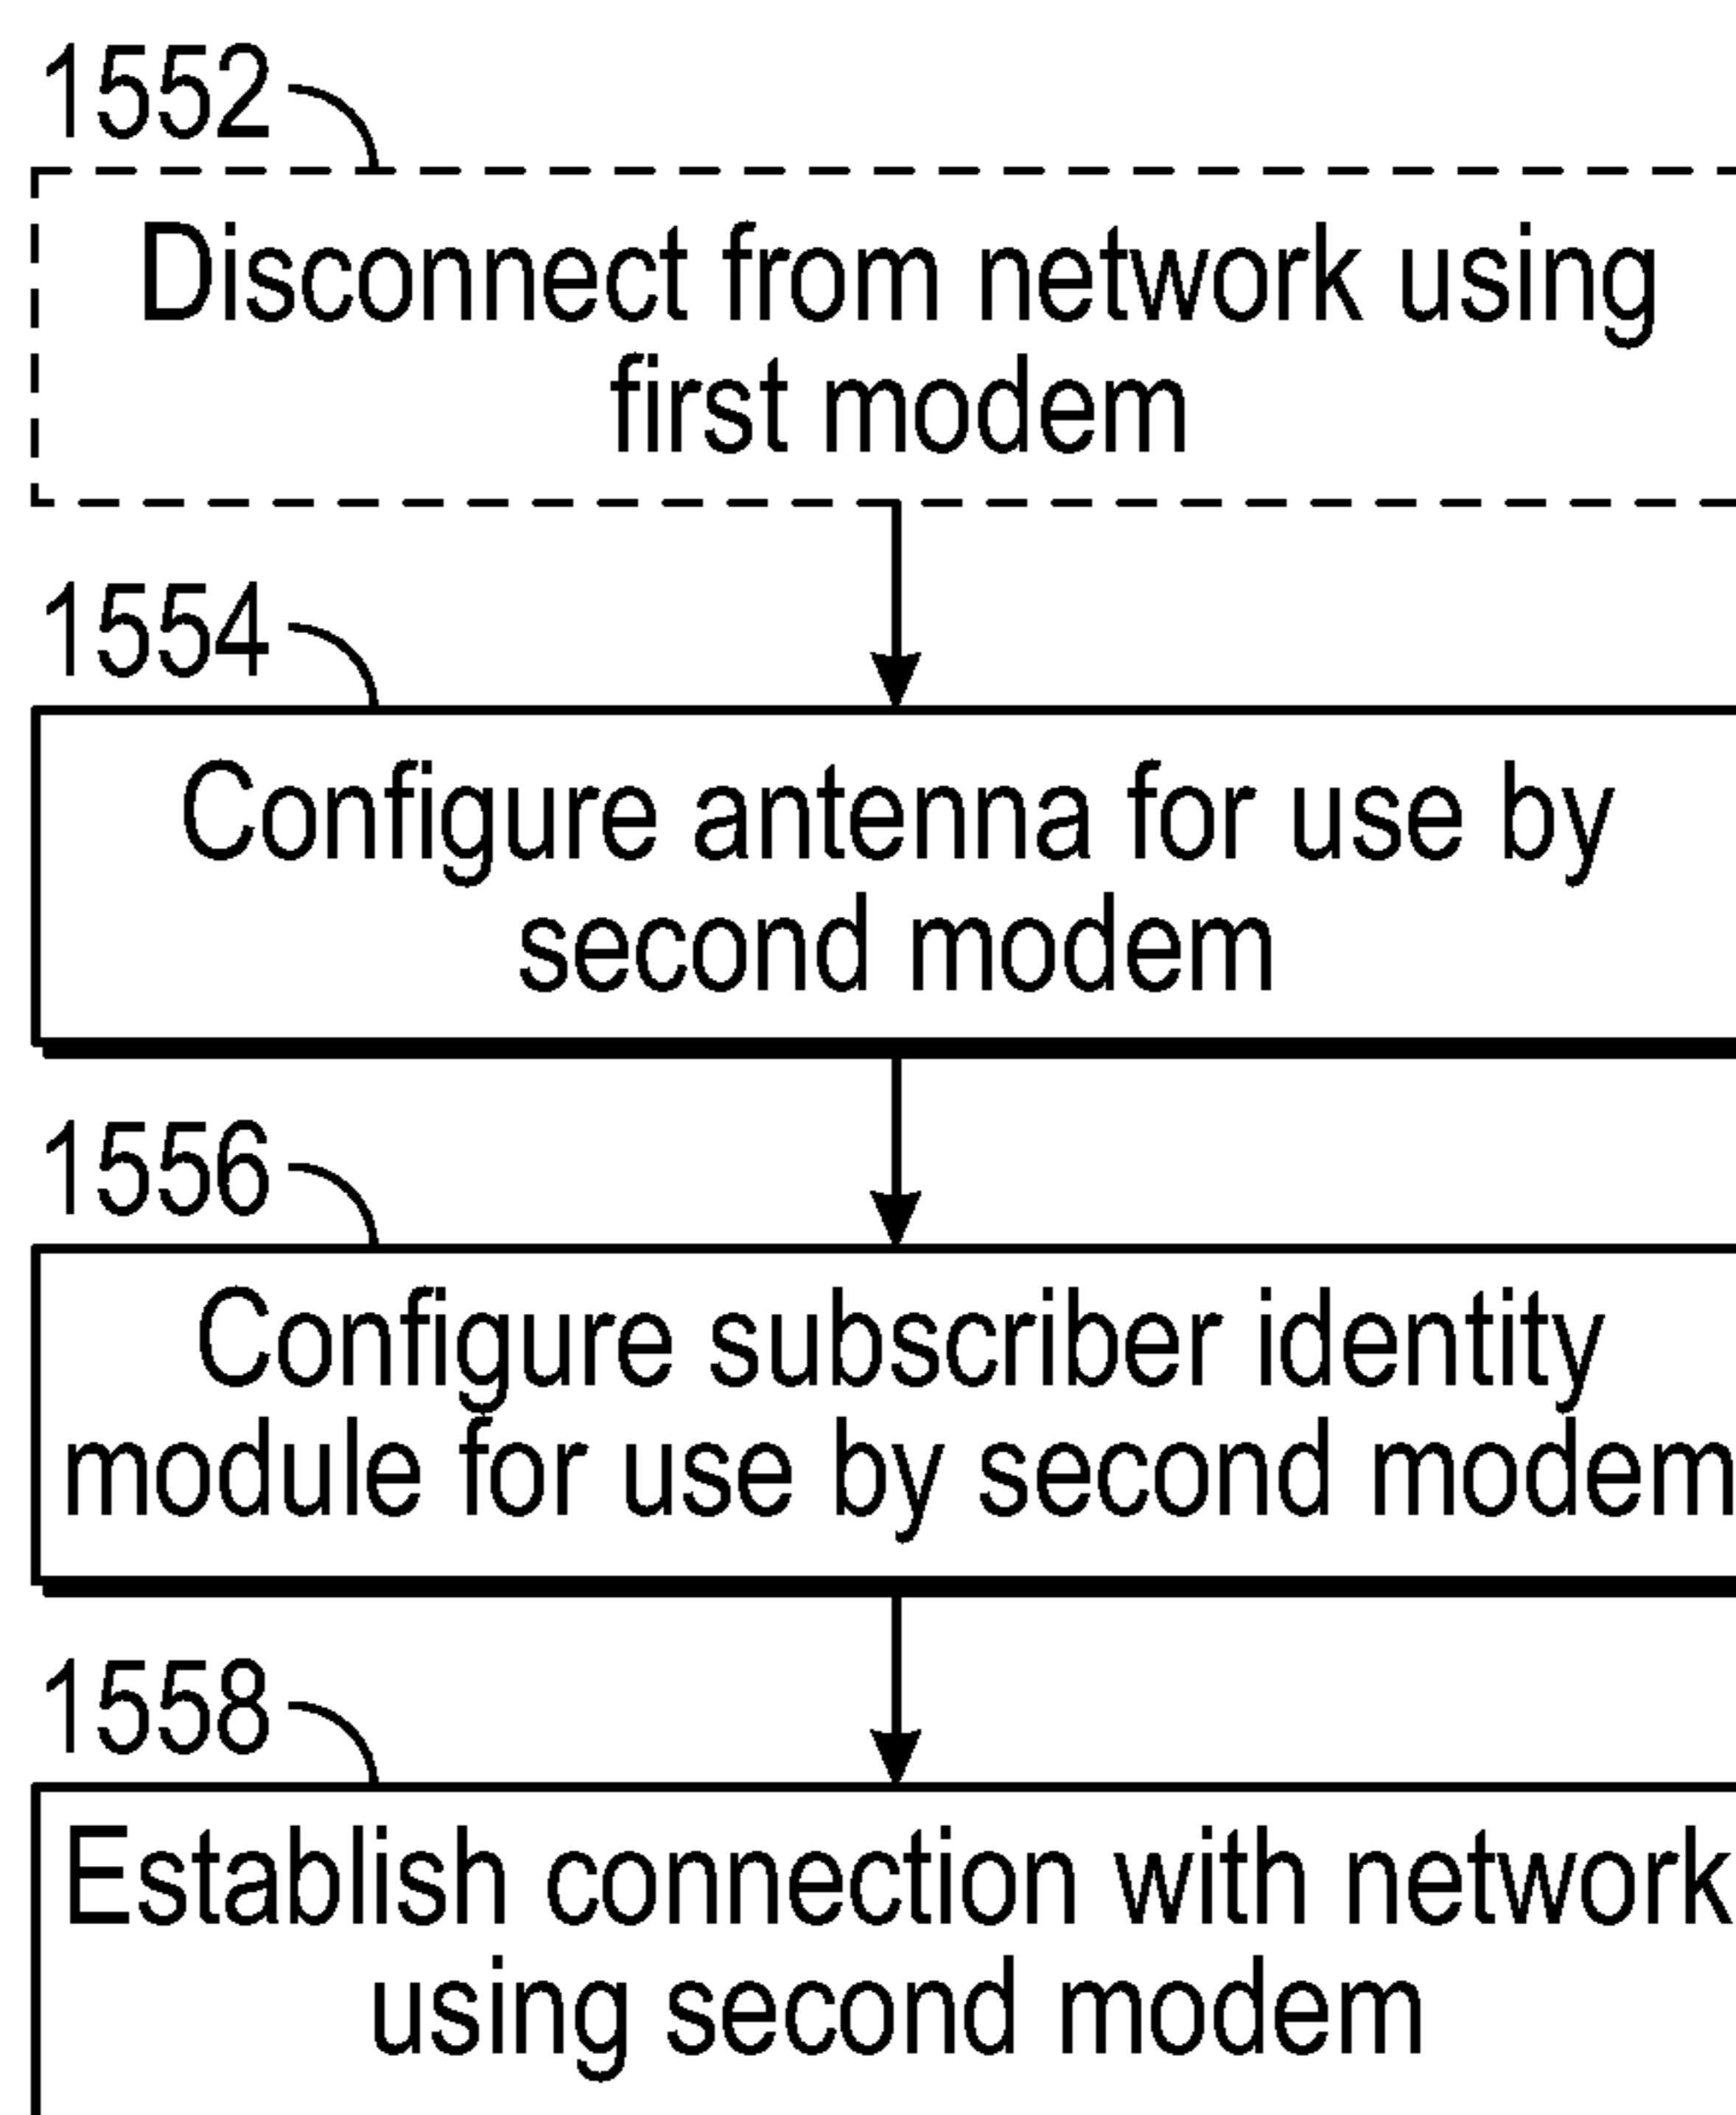 1552
Disconnect from network using
first modem
1554
Configure antenna for use by
second modem
1556
Configure subscriber identity
module for use by second modem
1558
Establish connection with network
using second modem